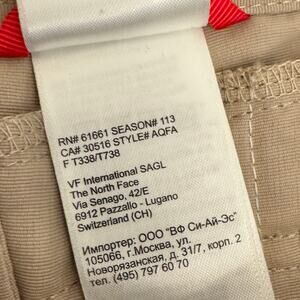 RN# 61661 SEASON# 113
CA# 30516 STYLE# AQFA
F T338/T738
VF International SAGL
The North Face
Via Senago, 42/E
6912 Pazzallo - Lugano
Switzerland (CH)
Импортер: ООО "ВФ Си-Ай-Эс"
105066, г.Москва, ул.
Новорязанская, д. 31/7, корп. 2
тел. (495) 797 60 70